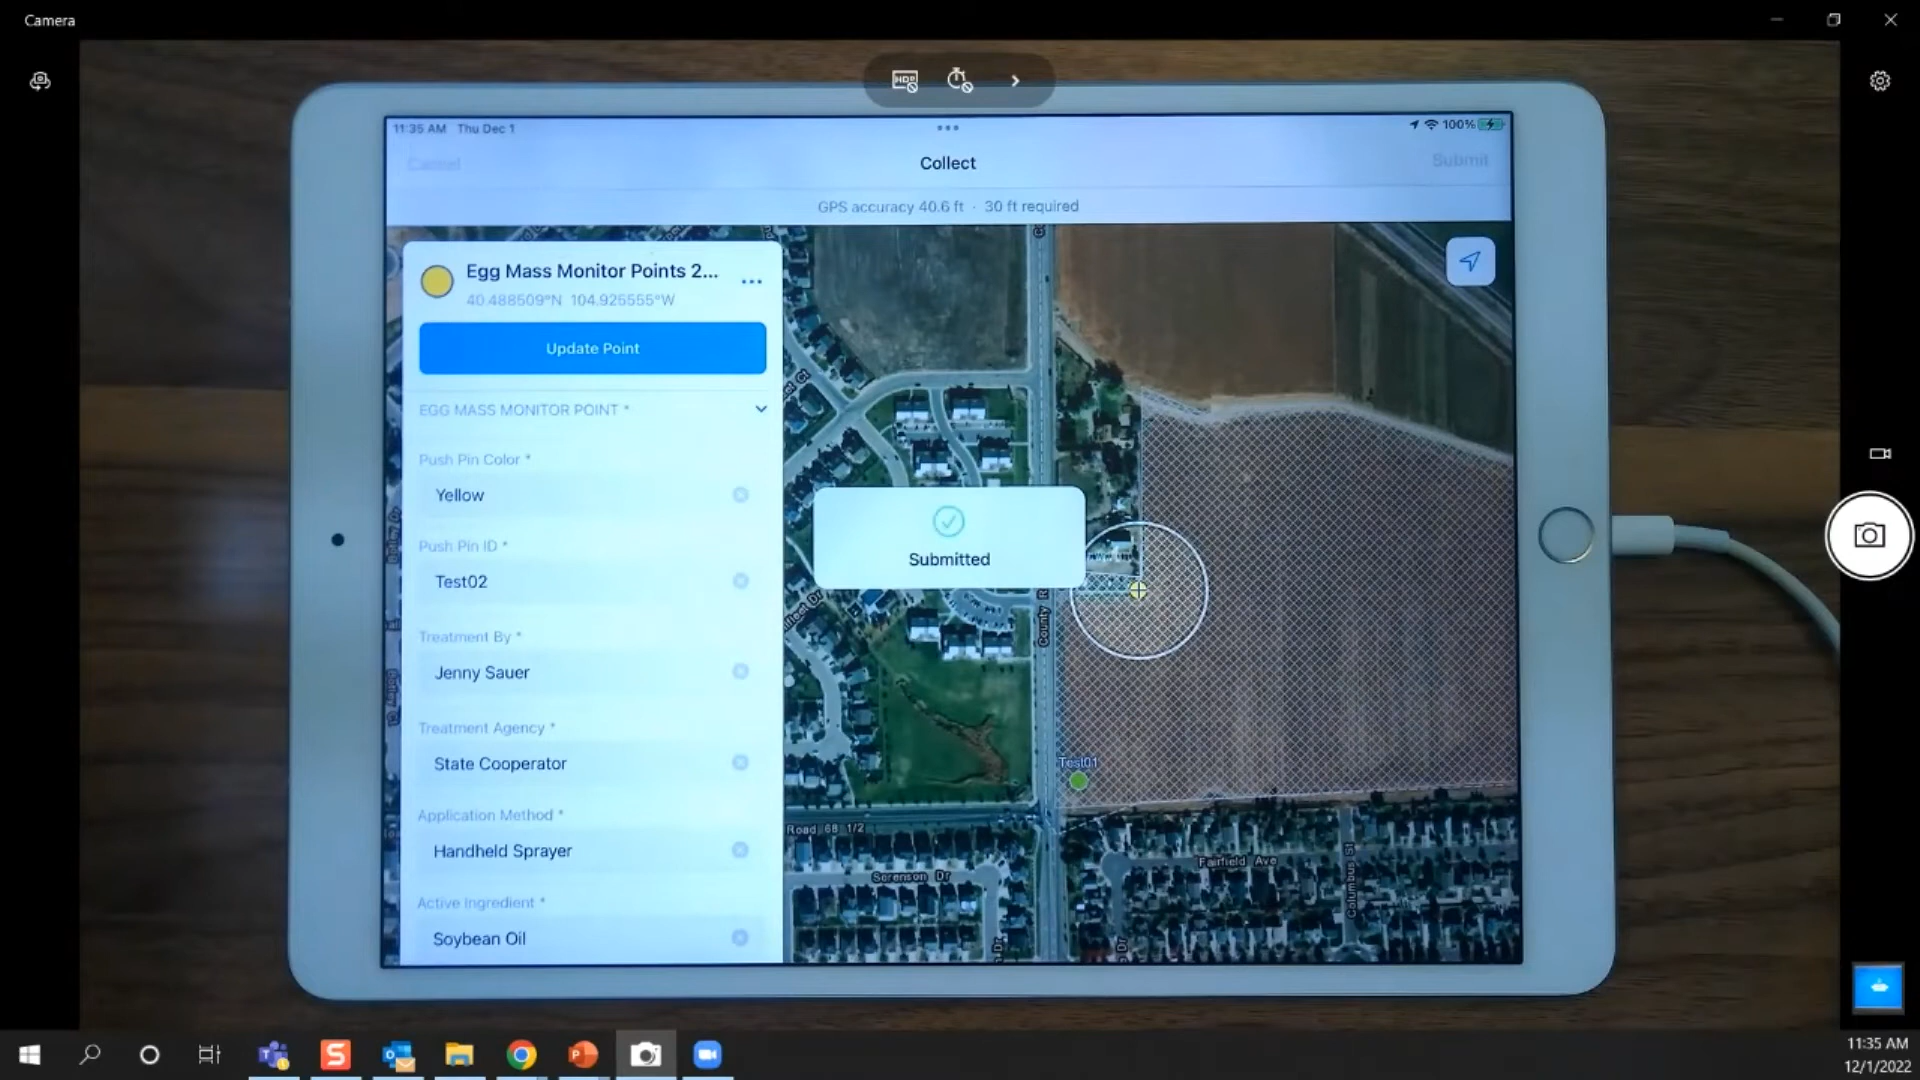 Camera
11:35 AM Thu Dec 1
100%
Cancel
Collect
Submit
GPS accuracy 40.6 ft · 30 ft required
Egg Mass Monitor Points 2...
40.488509°N 104.925555°W
Update Point
EGG MASS MONITOR POINT *
Push Pin Color *
Yellow
Push Pin ID *
Test02
Treatment By *
Jenny Sauer
Treatment Agency *
State Cooperator
Application Method *
Handheld Sprayer
Active Ingredient *
Soybean Oil
Submitted
County R
Test01
Road 68 1/2
Sorenson Dr
Fairfield Ave
Columbus St
11:35 AM
12/1/2022